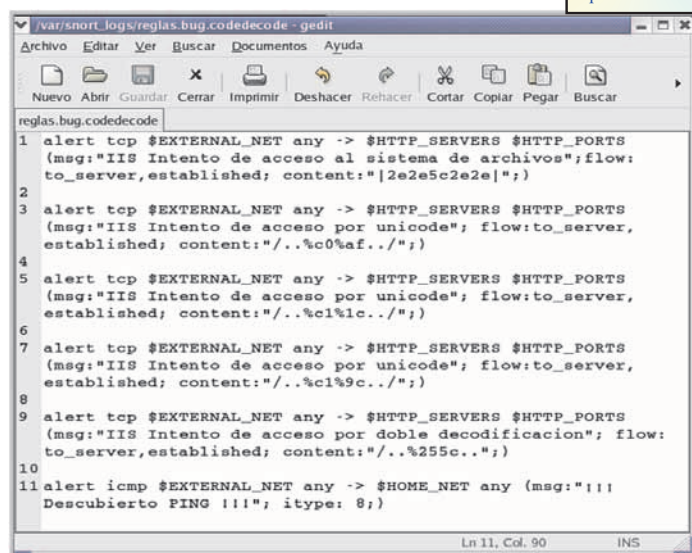 /var/snort_logs/reglas.bug.codedecode - gedit
Archivo Editar Ver Buscar Documentos Ayuda
Nuevo Abrir Guardar Cerrar Imprimir Deshacer Rehacer Cortar Copiar Pegar Buscar
reglas.bug.codedecode
1 alert tcp $EXTERNAL_NET any -> $HTTP_SERVERS $HTTP_PORTS
(msg:"IIS Intento de acceso al sistema de archivos";flow:
to_server,established; content:"|2e2e5c2e2e|";)
2
3 alert tcp $EXTERNAL_NET any -> $HTTP_SERVERS $HTTP_PORTS
(msg:"IIS Intento de acceso por unicode"; flow:to_server,
established; content:"/..%c0%af../";)
4
5 alert tcp $EXTERNAL_NET any -> $HTTP_SERVERS $HTTP_PORTS
(msg:"IIS Intento de acceso por unicode"; flow:to_server,
established; content:"/..%c1%1c../";)
6
7 alert tcp $EXTERNAL_NET any -> $HTTP_SERVERS $HTTP_PORTS
(msg:"IIS Intento de acceso por unicode"; flow:to_server,
established; content:"/..%c1%9c../";)
8
9 alert tcp $EXTERNAL_NET any -> $HTTP_SERVERS $HTTP_PORTS
(msg:"IIS Intento de acceso por doble decodificacion"; flow:
to_server,established; content:"/..%255c..";)
10
11 alert icmp $EXTERNAL_NET any -> $HOME_NET any (msg:"¡¡¡
Descubierto PING !!!"; itype: 8;)
Ln 11, Col. 90 INS